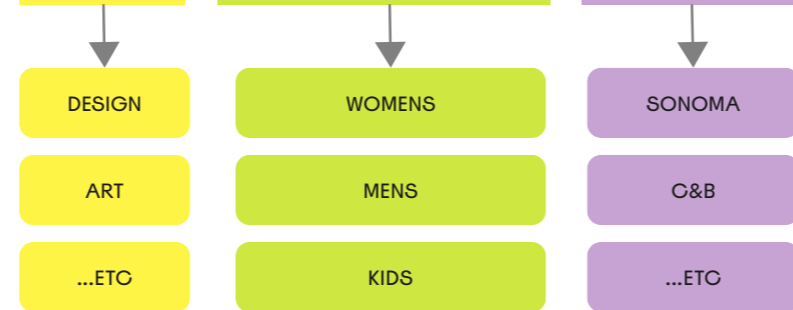 DESIGN
WOMENS
SONOMA
ART
MENS
C&B
...ETC
KIDS
...ETC